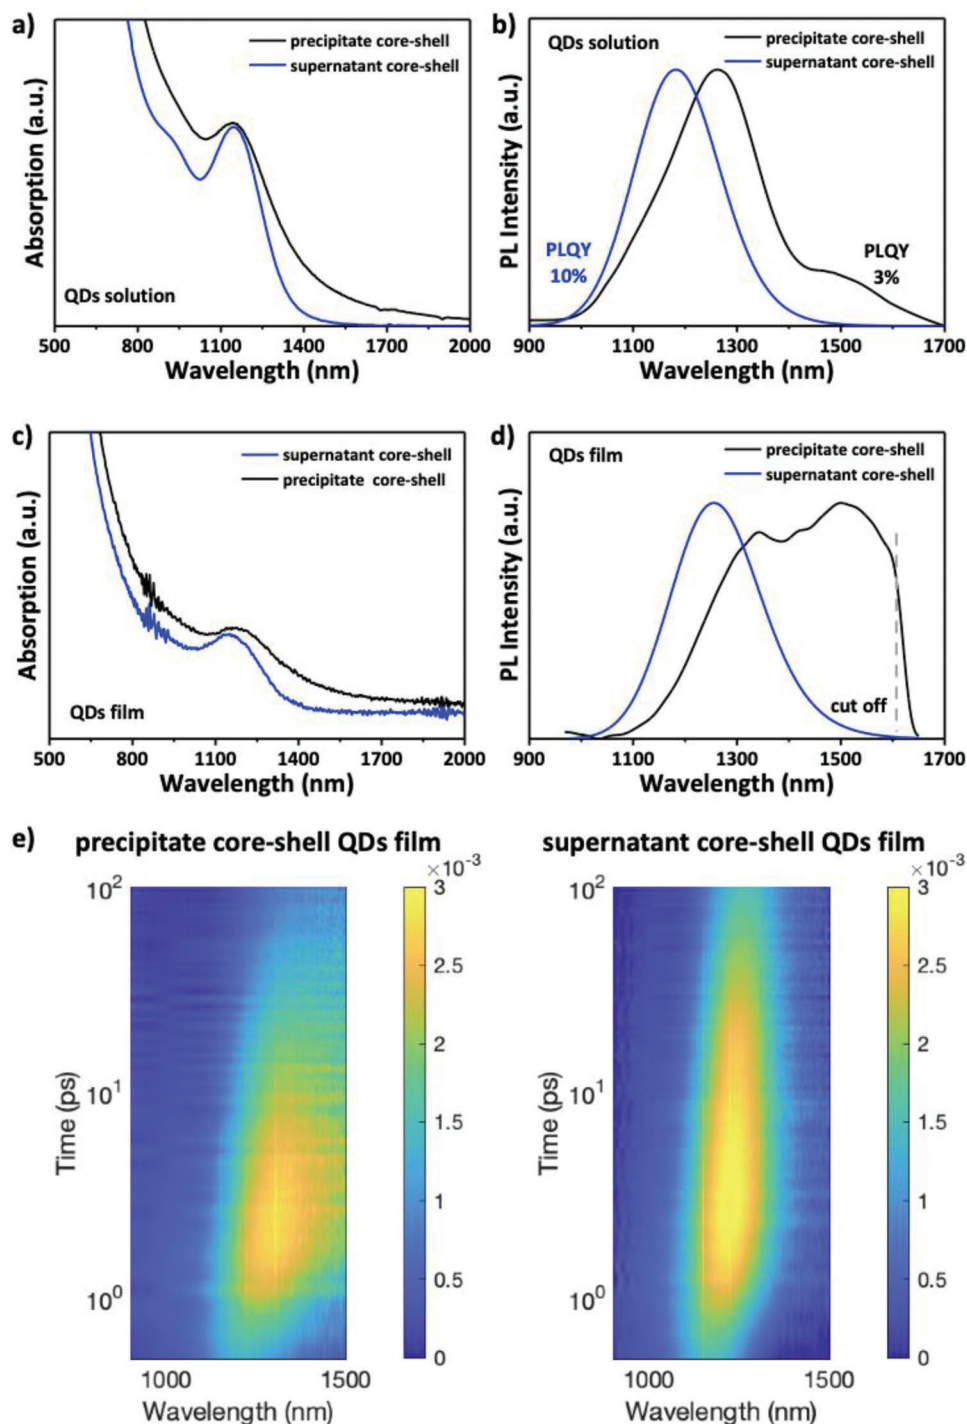 a)
precipitate core-shell
supernatant core-shell
Absorption (a.u.)
QDs solution
500 800 1100 1400 1700 2000
Wavelength (nm)
b)
QDs solution
precipitate core-shell
supernatant core-shell
PL Intensity (a.u.)
PLQY
10%
PLQY
3%
900 1100 1300 1500 1700
Wavelength (nm)
c)
supernatant core-shell
precipitate core-shell
Absorption (a.u.)
QDs film
500 800 1100 1400 1700 2000
Wavelength (nm)
d)
QDs film
precipitate core-shell
supernatant core-shell
PL Intensity (a.u.)
cut off
900 1100 1300 1500 1700
Wavelength (nm)
e)
precipitate core-shell QDs film
×10⁻³
10²
10¹
10⁰
Time (ps)
1000 1500
Wavelength (nm)
3
2.5
2
1.5
1
0.5
0
supernatant core-shell QDs film
×10⁻³
10²
10¹
10⁰
Time (ps)
1000 1500
Wavelength (nm)
3
2.5
2
1.5
1
0.5
0